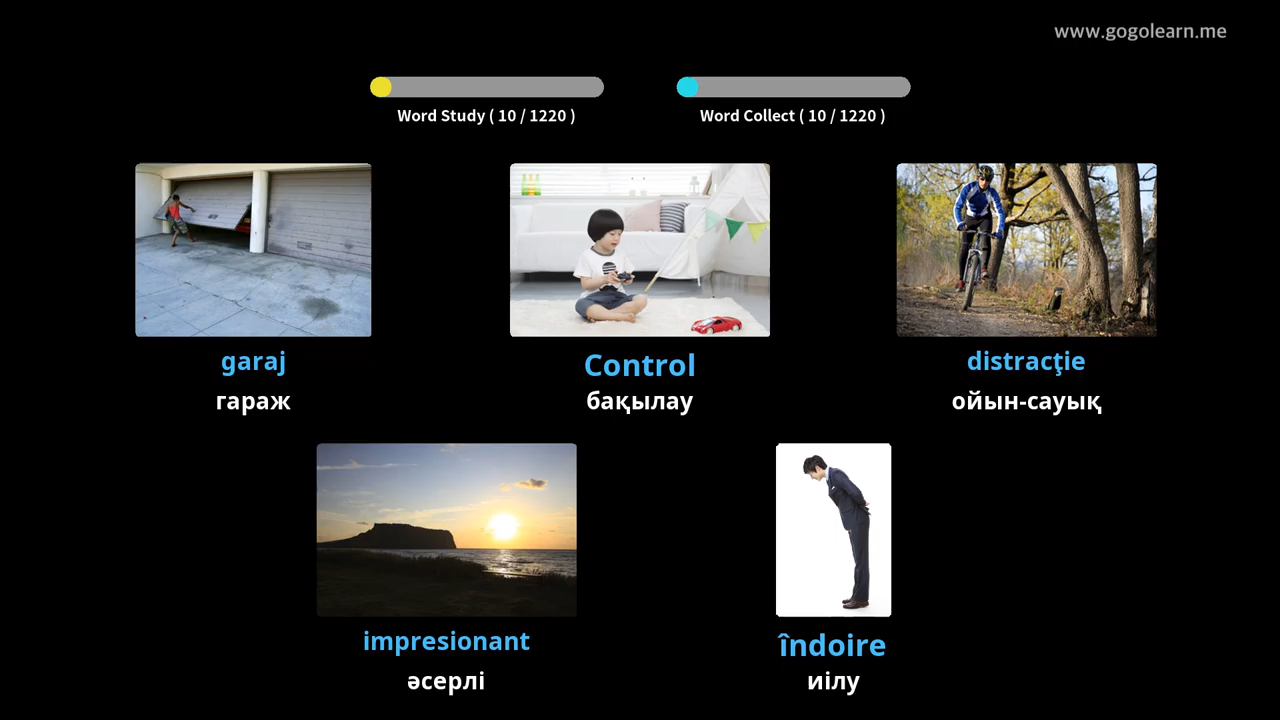 www.gogolearn.me
Word Study ( 10 / 1220 )
Word Collect ( 10 / 1220 )
garaj
гараж
Control
бақылау
distracţie
ойын-сауық
impresionant
әсерлі
îndoire
иілу